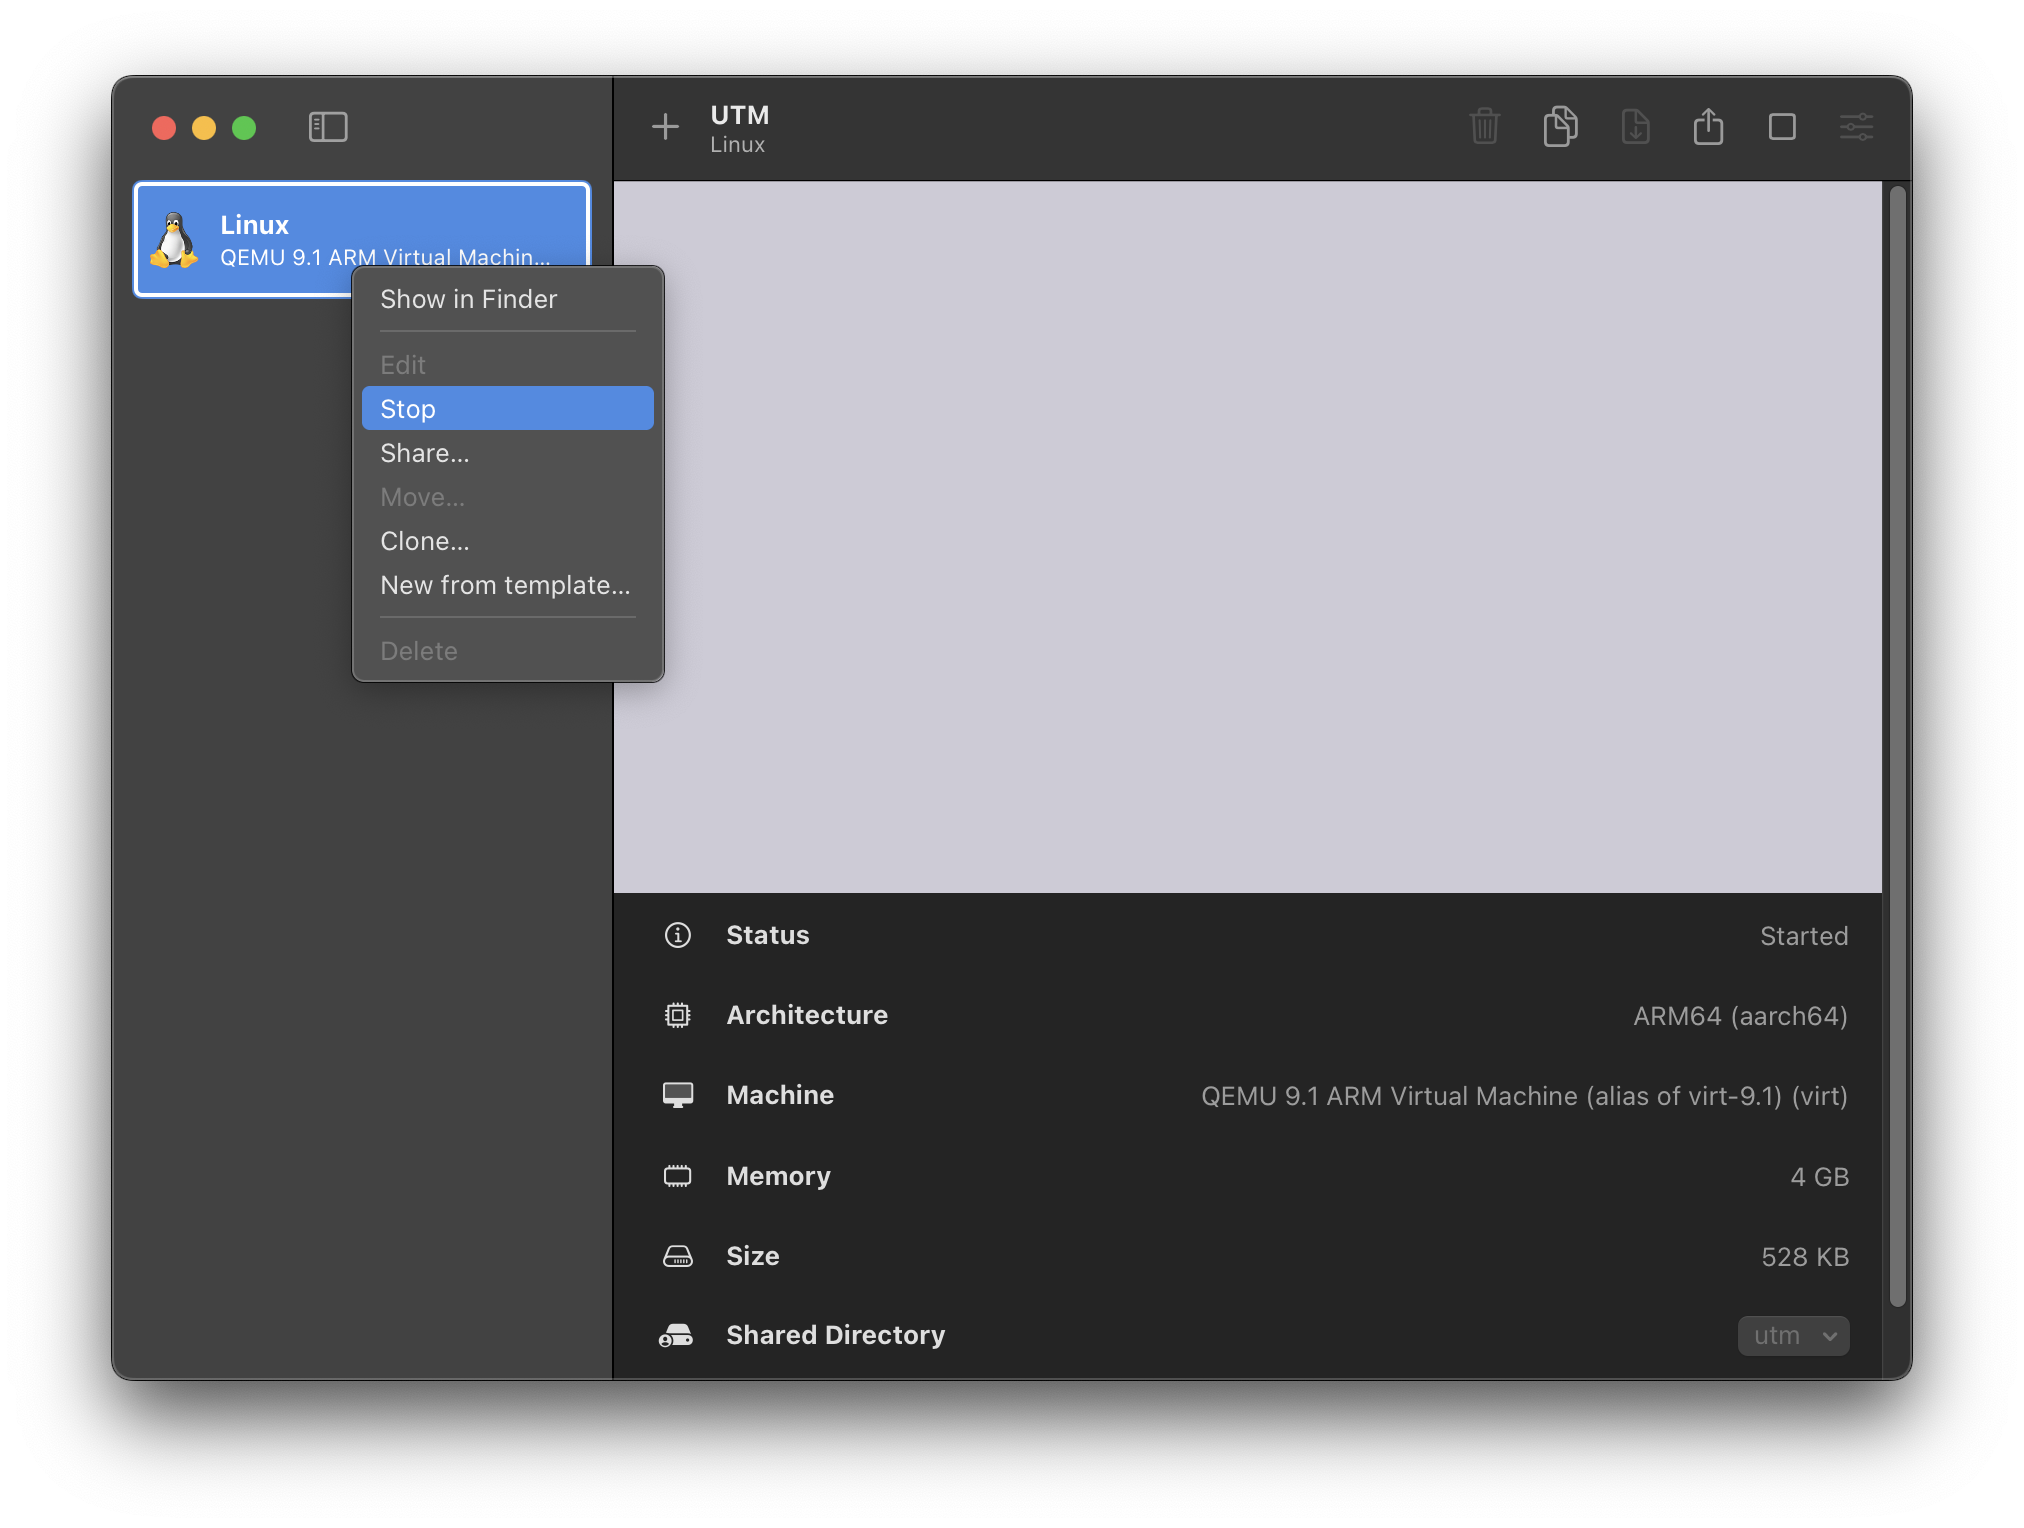 UTM
Linux
Linux
QEMU 9.1 ARM Virtual Machin...
Show in Finder
Edit
Stop
Share...
Move...
Clone...
New from template...
Delete
Status
Started
Architecture
ARM64 (aarch64)
Machine
QEMU 9.1 ARM Virtual Machine (alias of virt-9.1) (virt)
Memory
4 GB
Size
528 KB
Shared Directory
utm